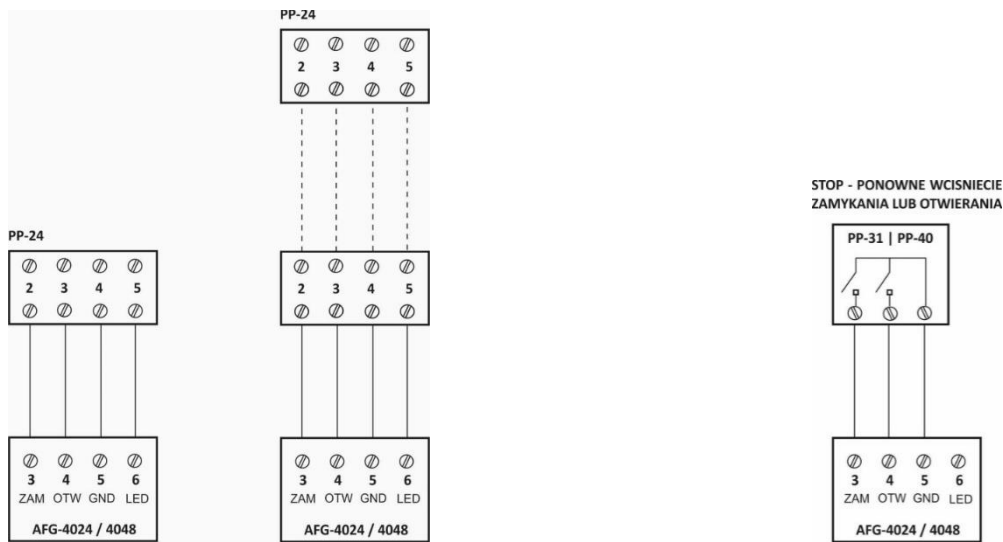 PP-24
2 3 4 5
PP-24
2 3 4 5
2 3 4 5
3 4 5 6
ZAM OTW GND LED
AFG-4024 / 4048
3 4 5 6
ZAM OTW GND LED
AFG-4024 / 4048
STOP - PONOWNE WCISNIECIE
ZAMYKANIA LUB OTWIERANIA
PP-31 | PP-40
3 4 5 6
ZAM OTW GND LED
AFG-4024 / 4048